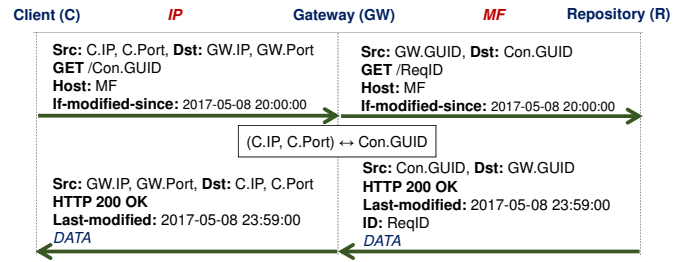 Client (C) IP Gateway (GW) MF Repository (R)
Src: C.IP, C.Port, Dst: GW.IP, GW.Port
GET /Con.GUID
Host: MF
If-modified-since: 2017-05-08 20:00:00
Src: GW.GUID, Dst: Con.GUID
GET /ReqID
Host: MF
If-modified-since: 2017-05-08 20:00:00
(C.IP, C.Port) ↔ Con.GUID
Src: GW.IP, GW.Port, Dst: C.IP, C.Port
HTTP 200 OK
Last-modified: 2017-05-08 23:59:00
DATA
Src: Con.GUID, Dst: GW.GUID
HTTP 200 OK
Last-modified: 2017-05-08 23:59:00
ID: ReqID
DATA